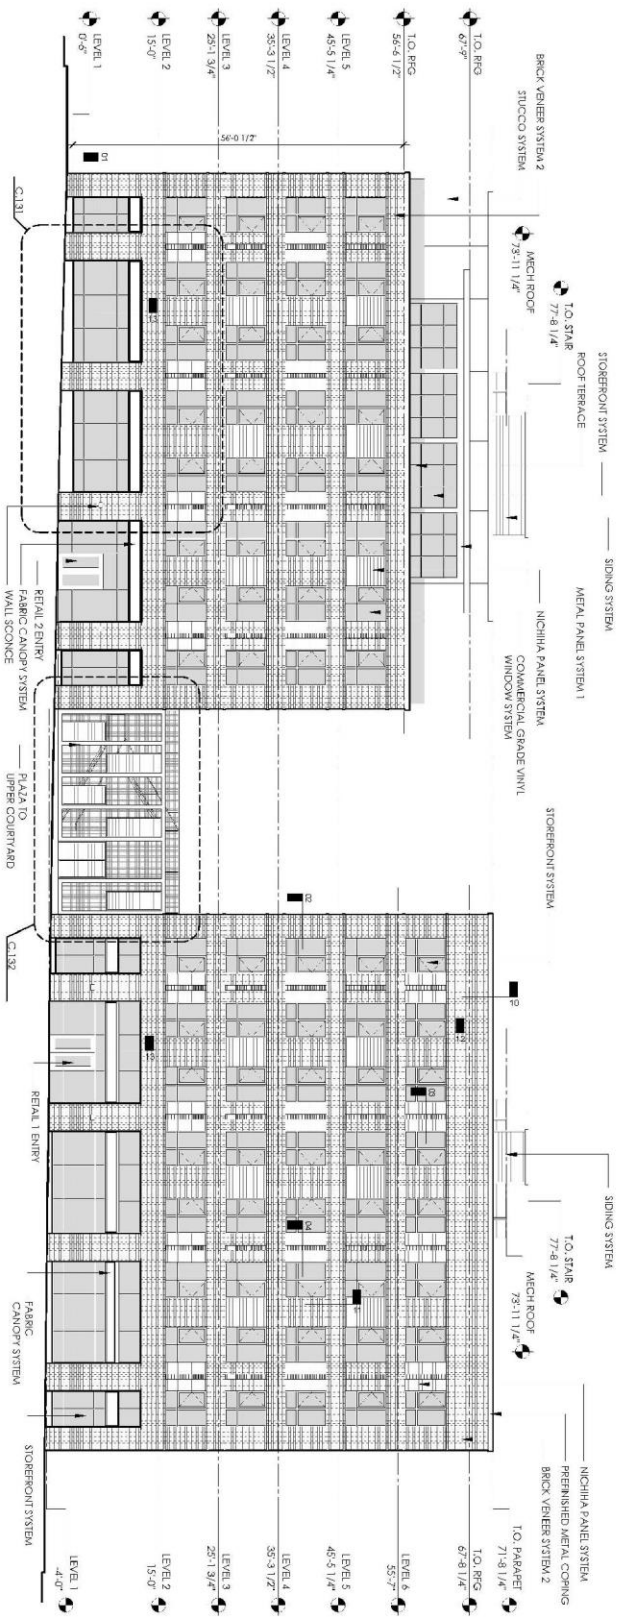 BRICK VENEER SYSTEM 2
STUCCO SYSTEM
MECH ROOF
73'-11 1/4"
T.O. STAIR
77'-8 1/4"
ROOF TERRACE
STOREFRONT SYSTEM
SIDING SYSTEM
METAL PANEL SYSTEM 1
NICHIHA PANEL SYSTEM
COMMERCIAL GRADE VINYL
WINDOW SYSTEM
STOREFRONT SYSTEM
SIDING SYSTEM
T.O. STAIR
77'-8 1/4"
MECH ROOF
73'-11 1/4"
NICHIHA PANEL SYSTEM
PREFINISHED METAL COPING
BRICK VENEER SYSTEM 2
T.O. RFG
67'-9"
T.O. RFG
56'-6 1/2"
LEVEL 5
45'-5 1/4"
LEVEL 4
35'-3 1/2"
LEVEL 3
25'-1 3/4"
LEVEL 2
15'-0"
LEVEL 1
0'-6"
56'-0 1/2"
01
13
02
10
12
13
03
04
11
T.O. PARAPET
71'-8 1/4"
T.O. RFG
67'-8 1/4"
LEVEL 6
55'-7"
LEVEL 5
45'-5 1/4"
LEVEL 4
35'-3 1/2"
LEVEL 3
25'-1 3/4"
LEVEL 2
15'-0"
LEVEL 1
-4'-0"
C.131
RETAIL 2 ENTRY
FABRIC CANOPY SYSTEM
WALL SCONCE
PLAZA TO
UPPER COURTYARD
C.132
RETAIL 1 ENTRY
FABRIC
CANOPY SYSTEM
STOREFRONT SYSTEM